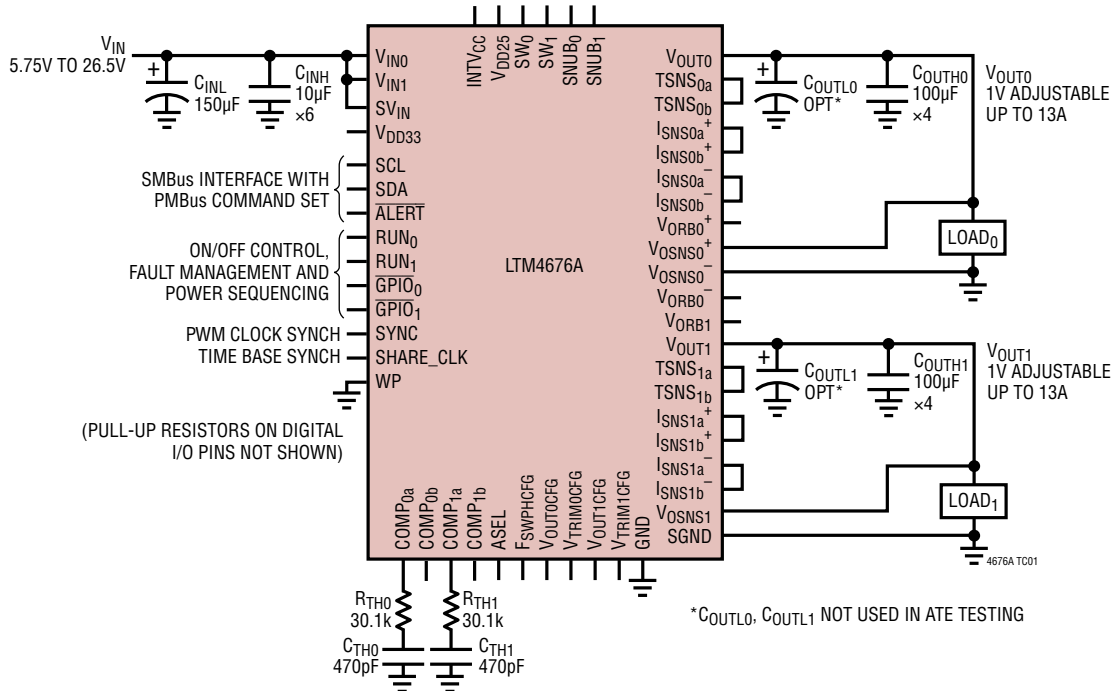 INTVCC
VDD25
SW0
SW1
SNUB0
SNUB1
VIN
5.75V TO 26.5V
+
CINL
150µF
CINH
10µF
×6
VIN0
VIN1
SVIN
VDD33
SMBus INTERFACE WITH
PMBus COMMAND SET
SCL
SDA
ALERT
ON/OFF CONTROL,
FAULT MANAGEMENT AND
POWER SEQUENCING
RUN0
RUN1
GPIO0
GPIO1
PWM CLOCK SYNCH
SYNC
TIME BASE SYNCH
SHARE_CLK
WP
(PULL-UP RESISTORS ON DIGITAL
I/O PINS NOT SHOWN)
LTM4676A
VOUT0
TSNS0a
TSNS0b
ISNS0a+
ISNS0b+
ISNS0a–
ISNS0b–
VORB0+
VOSNS0+
VOSNS0–
VORB0–
VORB1
VOUT1
TSNS1a
TSNS1b
ISNS1a+
ISNS1b+
ISNS1a–
ISNS1b–
VOSNS1
SGND
+
COUTL0
OPT*
COUTH0
100µF
×4
VOUT0
1V ADJUSTABLE
UP TO 13A
LOAD0
+
COUTL1
OPT*
COUTH1
100µF
×4
VOUT1
1V ADJUSTABLE
UP TO 13A
LOAD1
4676A TC01
COMP0a
COMP0b
COMP1a
COMP1b
ASEL
FSWPHCFG
VOUT0CFG
VTRIM0CFG
VOUT1CFG
VTRIM1CFG
GND
RTH0
30.1k
RTH1
30.1k
CTH0
470pF
CTH1
470pF
*COUTL0, COUTL1 NOT USED IN ATE TESTING